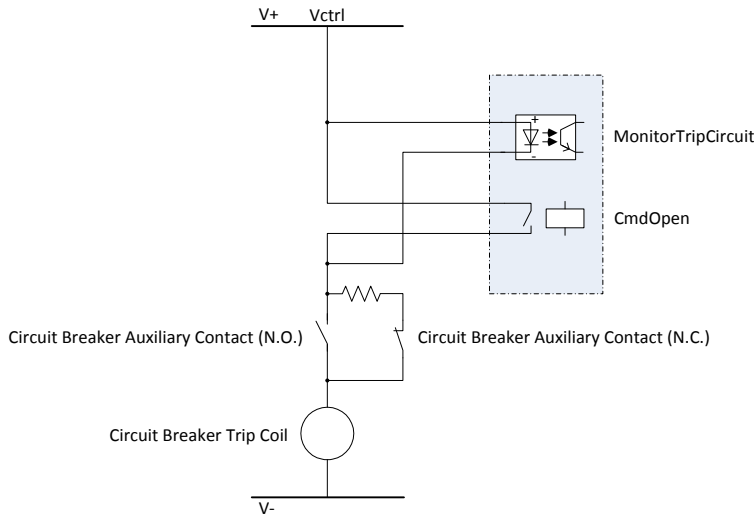 V+
Vctrl
+
-
MonitorTripCircuit
CmdOpen
Circuit Breaker Auxiliary Contact (N.O.)
Circuit Breaker Auxiliary Contact (N.C.)
Circuit Breaker Trip Coil
V-